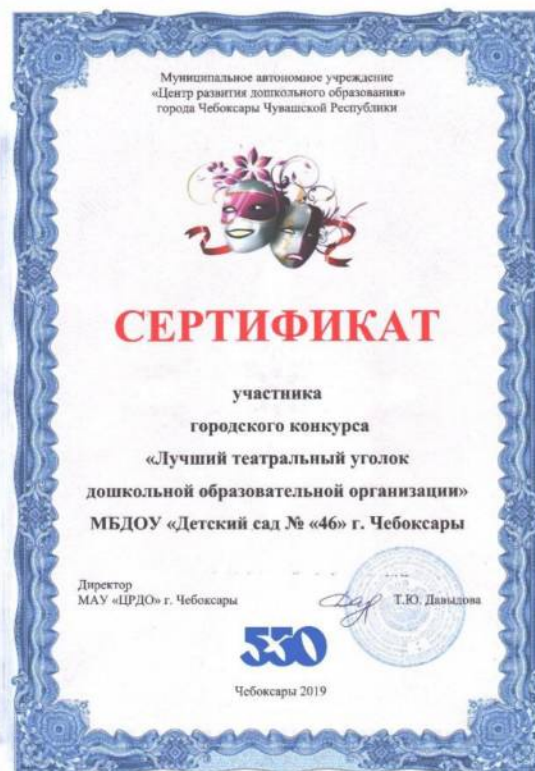 Муниципальное автономное учреждение
«Центр развития дошкольного образования»
города Чебоксары Чувашской Республики
СЕРТИФИКАТ
участника
городского конкурса
«Лучший театральный уголок
дошкольной образовательной организации»
МБДОУ «Детский сад № «46» г. Чебоксары
Директор
МАУ «ЦРДО» г. Чебоксары Т.Ю. Давыдова
550
Чебоксары 2019